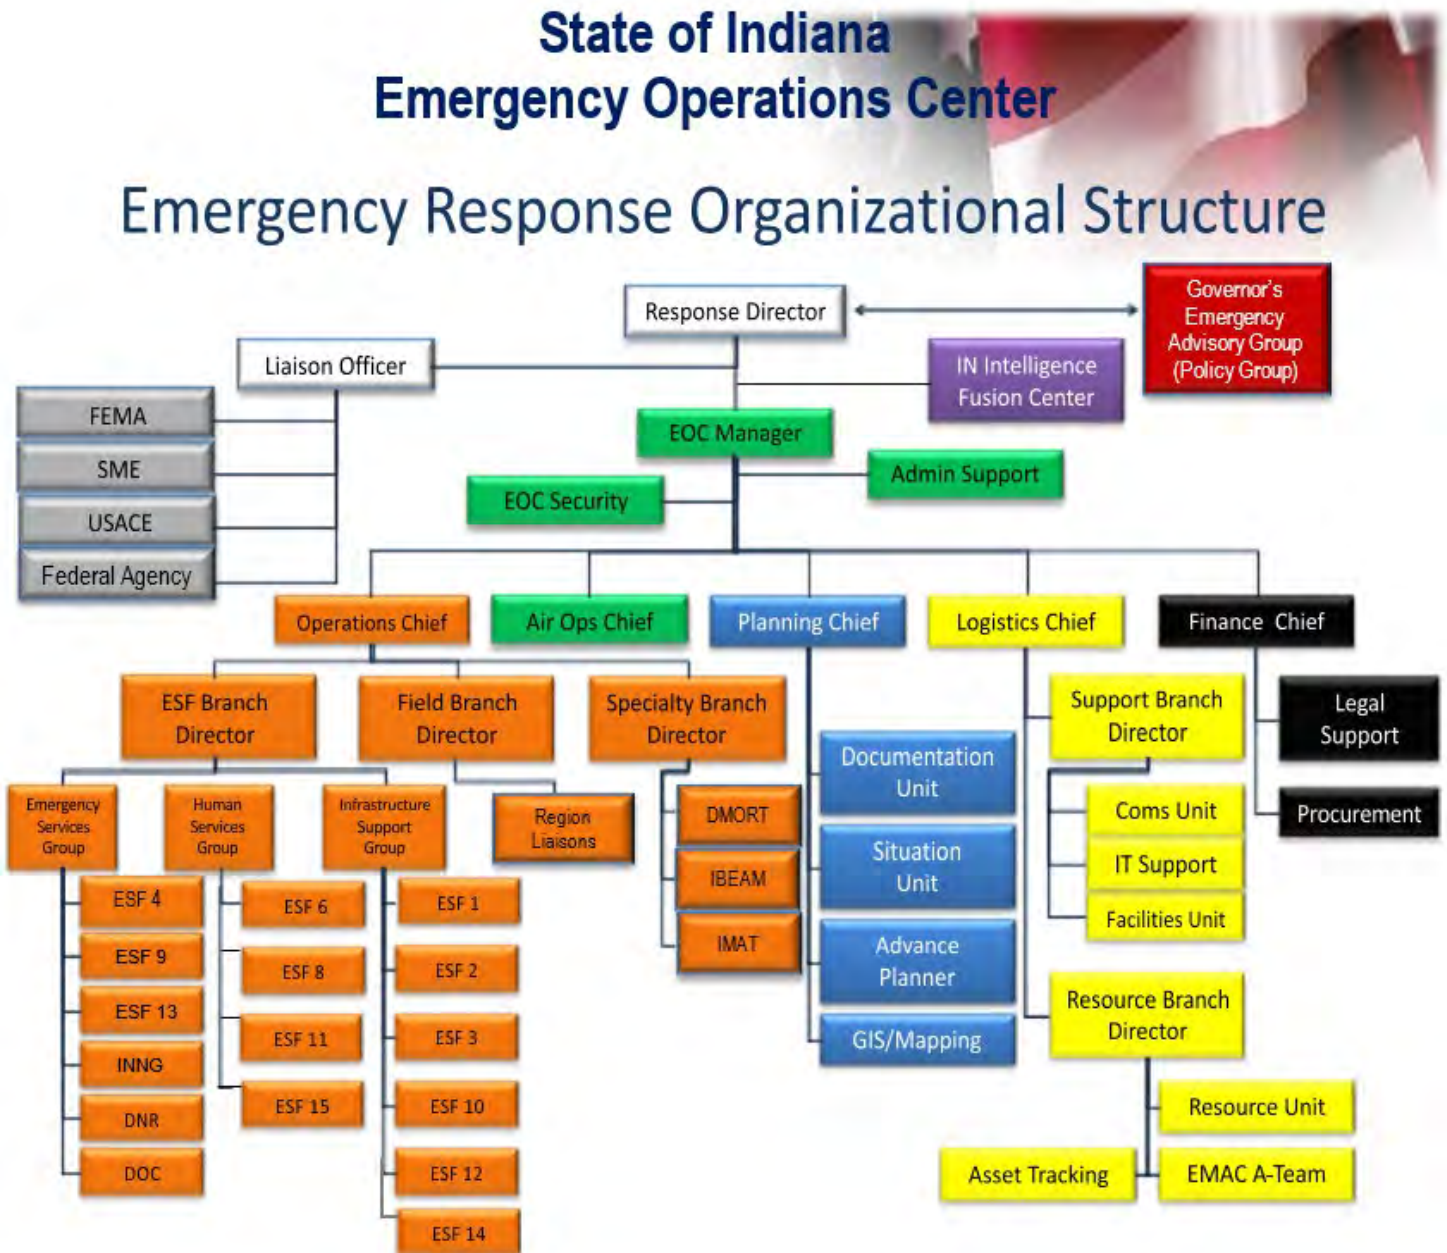 State of Indiana
Emergency Operations Center
Emergency Response Organizational Structure
Response Director
Governor's
Emergency
Advisory Group
(Policy Group)
Liaison Officer
IN Intelligence
Fusion Center
FEMA
SME
USACE
Federal Agency
EOC Manager
Admin Support
EOC Security
Operations Chief
Air Ops Chief
Planning Chief
Logistics Chief
Finance Chief
ESF Branch
Director
Field Branch
Director
Specialty Branch
Director
Support Branch
Director
Legal
Support
Documentation
Unit
Emergency
Services
Group
Human
Services
Group
Infrastructure
Support
Group
Region
Liaisons
DMORT
IBEAM
IMAT
Coms Unit
IT Support
Facilities Unit
Procurement
Situation
Unit
Advance
Planner
GIS/Mapping
ESF 4
ESF 9
ESF 13
INNG
DNR
DOC
ESF 6
ESF 8
ESF 11
ESF 15
ESF 1
ESF 2
ESF 3
ESF 10
ESF 12
ESF 14
Resource Branch
Director
Resource Unit
Asset Tracking
EMAC A-Team